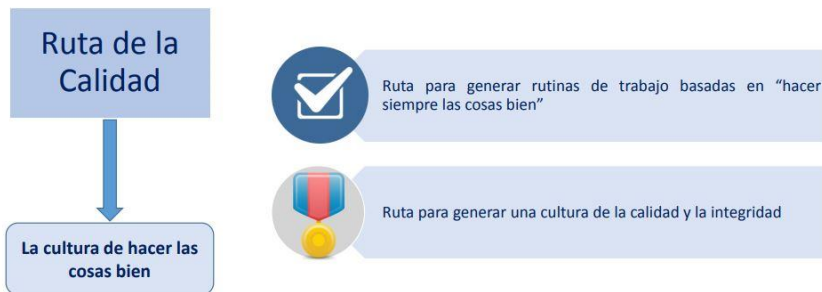 Ruta de la
Calidad
La cultura de hacer las
cosas bien
Ruta para generar rutinas de trabajo basadas en “hacer
siempre las cosas bien”
Ruta para generar una cultura de la calidad y la integridad